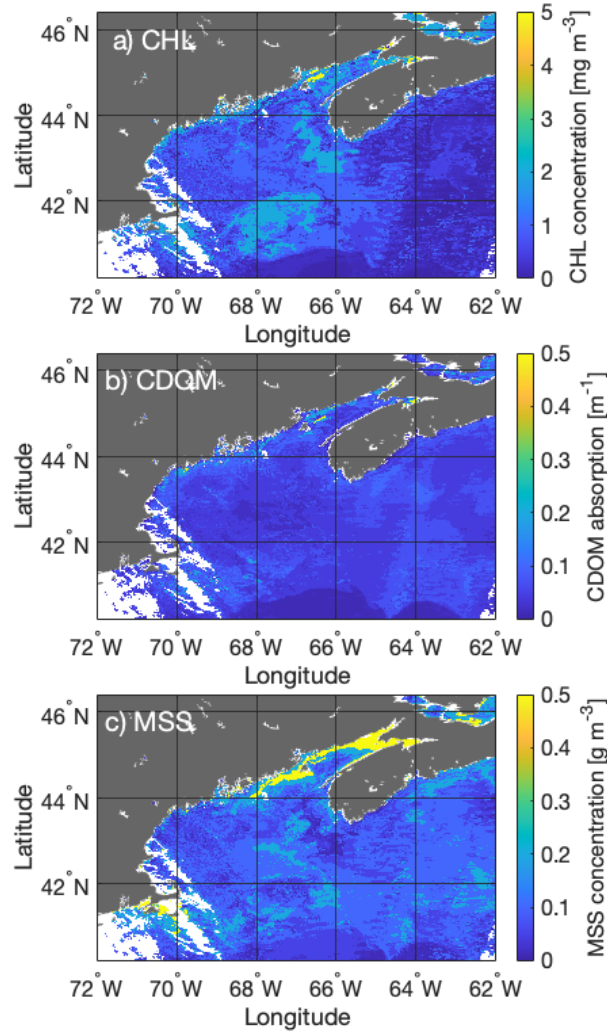 a) CHL
46° N
44° N
42° N
Latitude
72° W 70° W 68° W 66° W 64° W 62° W
Longitude
5
4
3
2
1
0
CHL concentration [mg m⁻³]
b) CDOM
46° N
44° N
42° N
Latitude
72° W 70° W 68° W 66° W 64° W 62° W
Longitude
0.5
0.4
0.3
0.2
0.1
0
CDOM absorption [m⁻¹]
c) MSS
46° N
44° N
42° N
Latitude
72° W 70° W 68° W 66° W 64° W 62° W
Longitude
0.5
0.4
0.3
0.2
0.1
0
MSS concentration [g m⁻³]